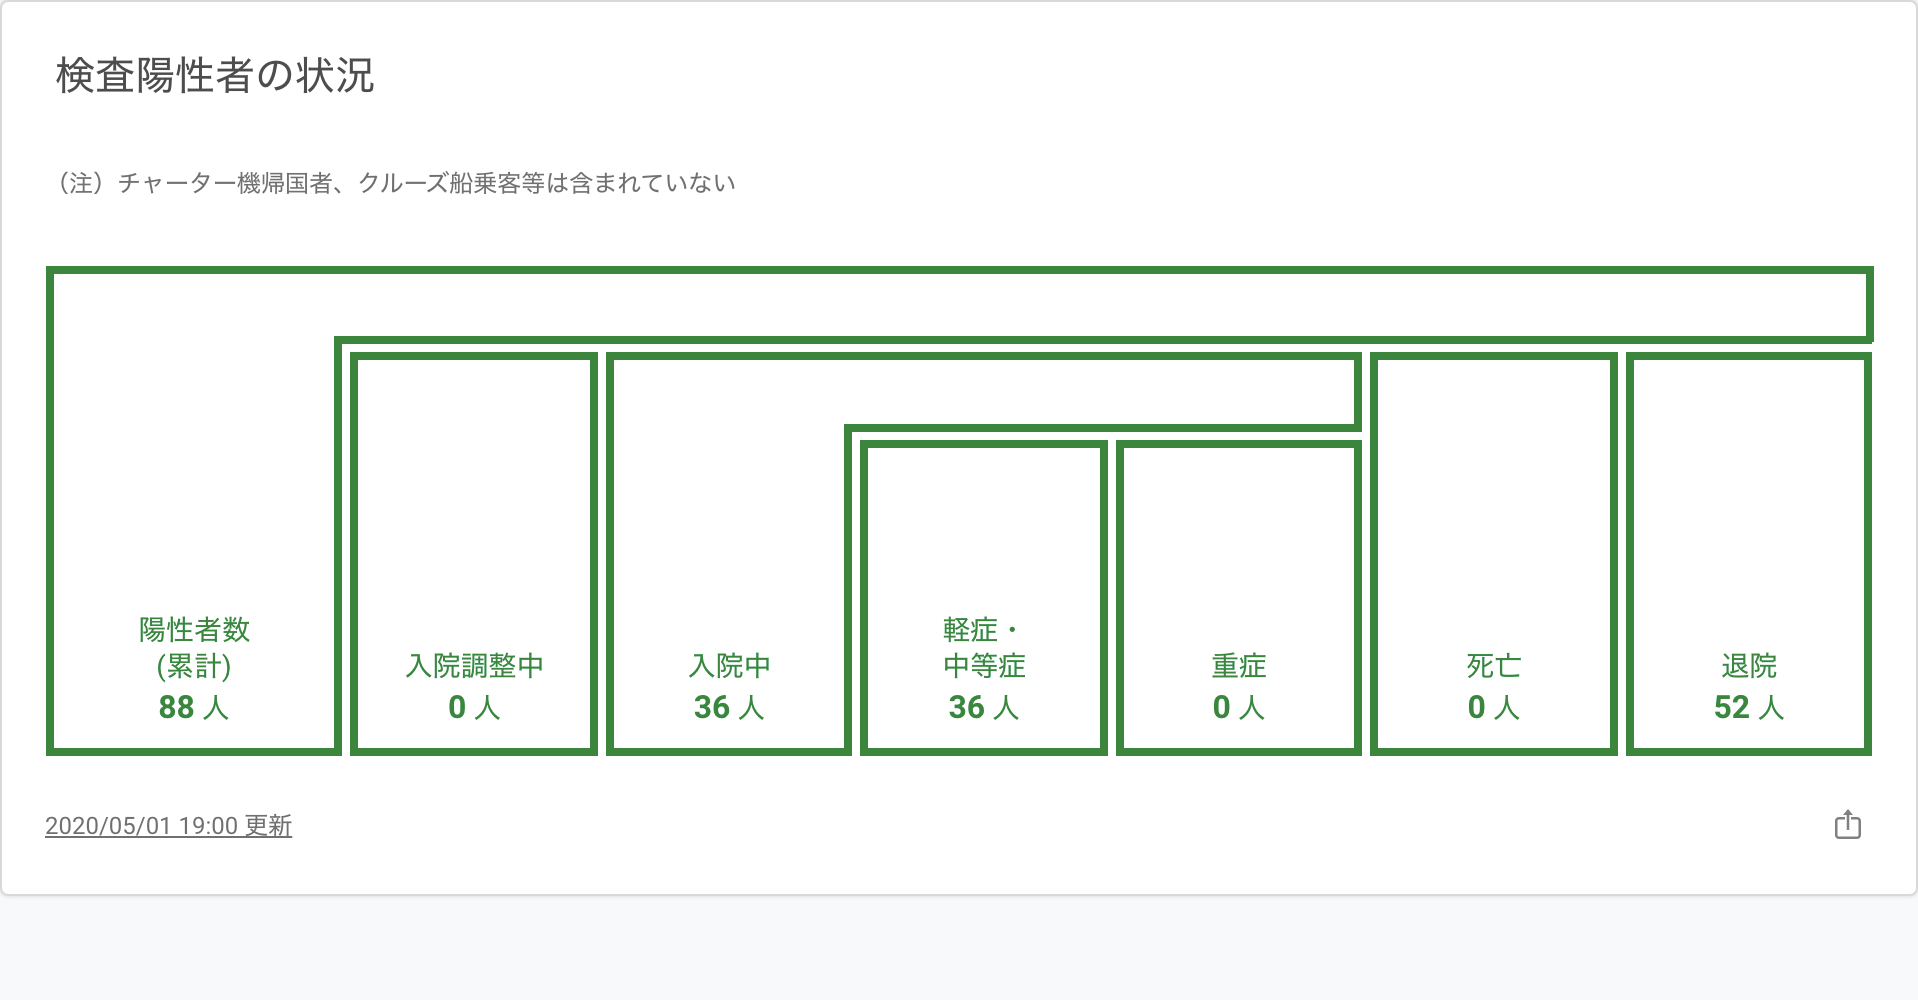 検査陽性者の状況
（注）チャーター機帰国者、クルーズ船乗客等は含まれていない
陽性者数
(累計)
88 人
入院調整中
0 人
入院中
36 人
軽症・
中等症
36 人
重症
0 人
死亡
0 人
退院
52 人
2020/05/01 19:00 更新